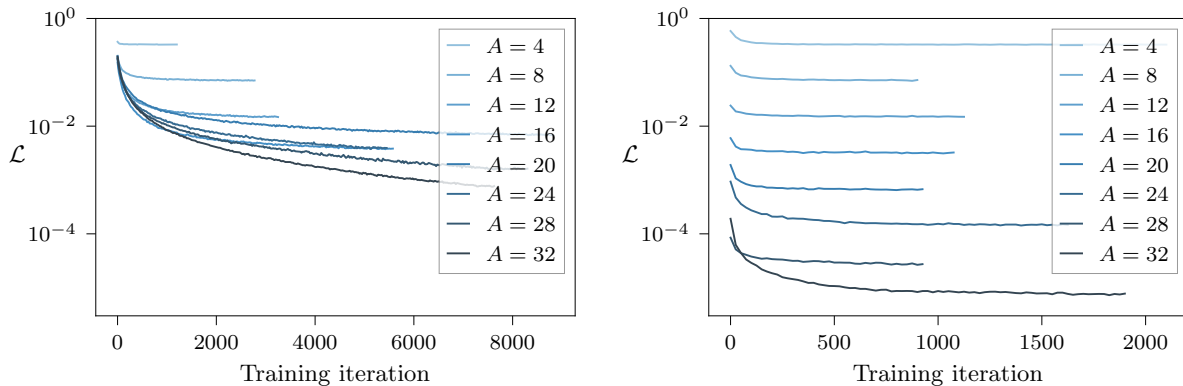 10^0
10^{-2}
10^{-4}
ℒ
0
2000
4000
6000
8000
Training iteration
A = 4
A = 8
A = 12
A = 16
A = 20
A = 24
A = 28
A = 32
10^0
10^{-2}
10^{-4}
ℒ
0
500
1000
1500
2000
Training iteration
A = 4
A = 8
A = 12
A = 16
A = 20
A = 24
A = 28
A = 32